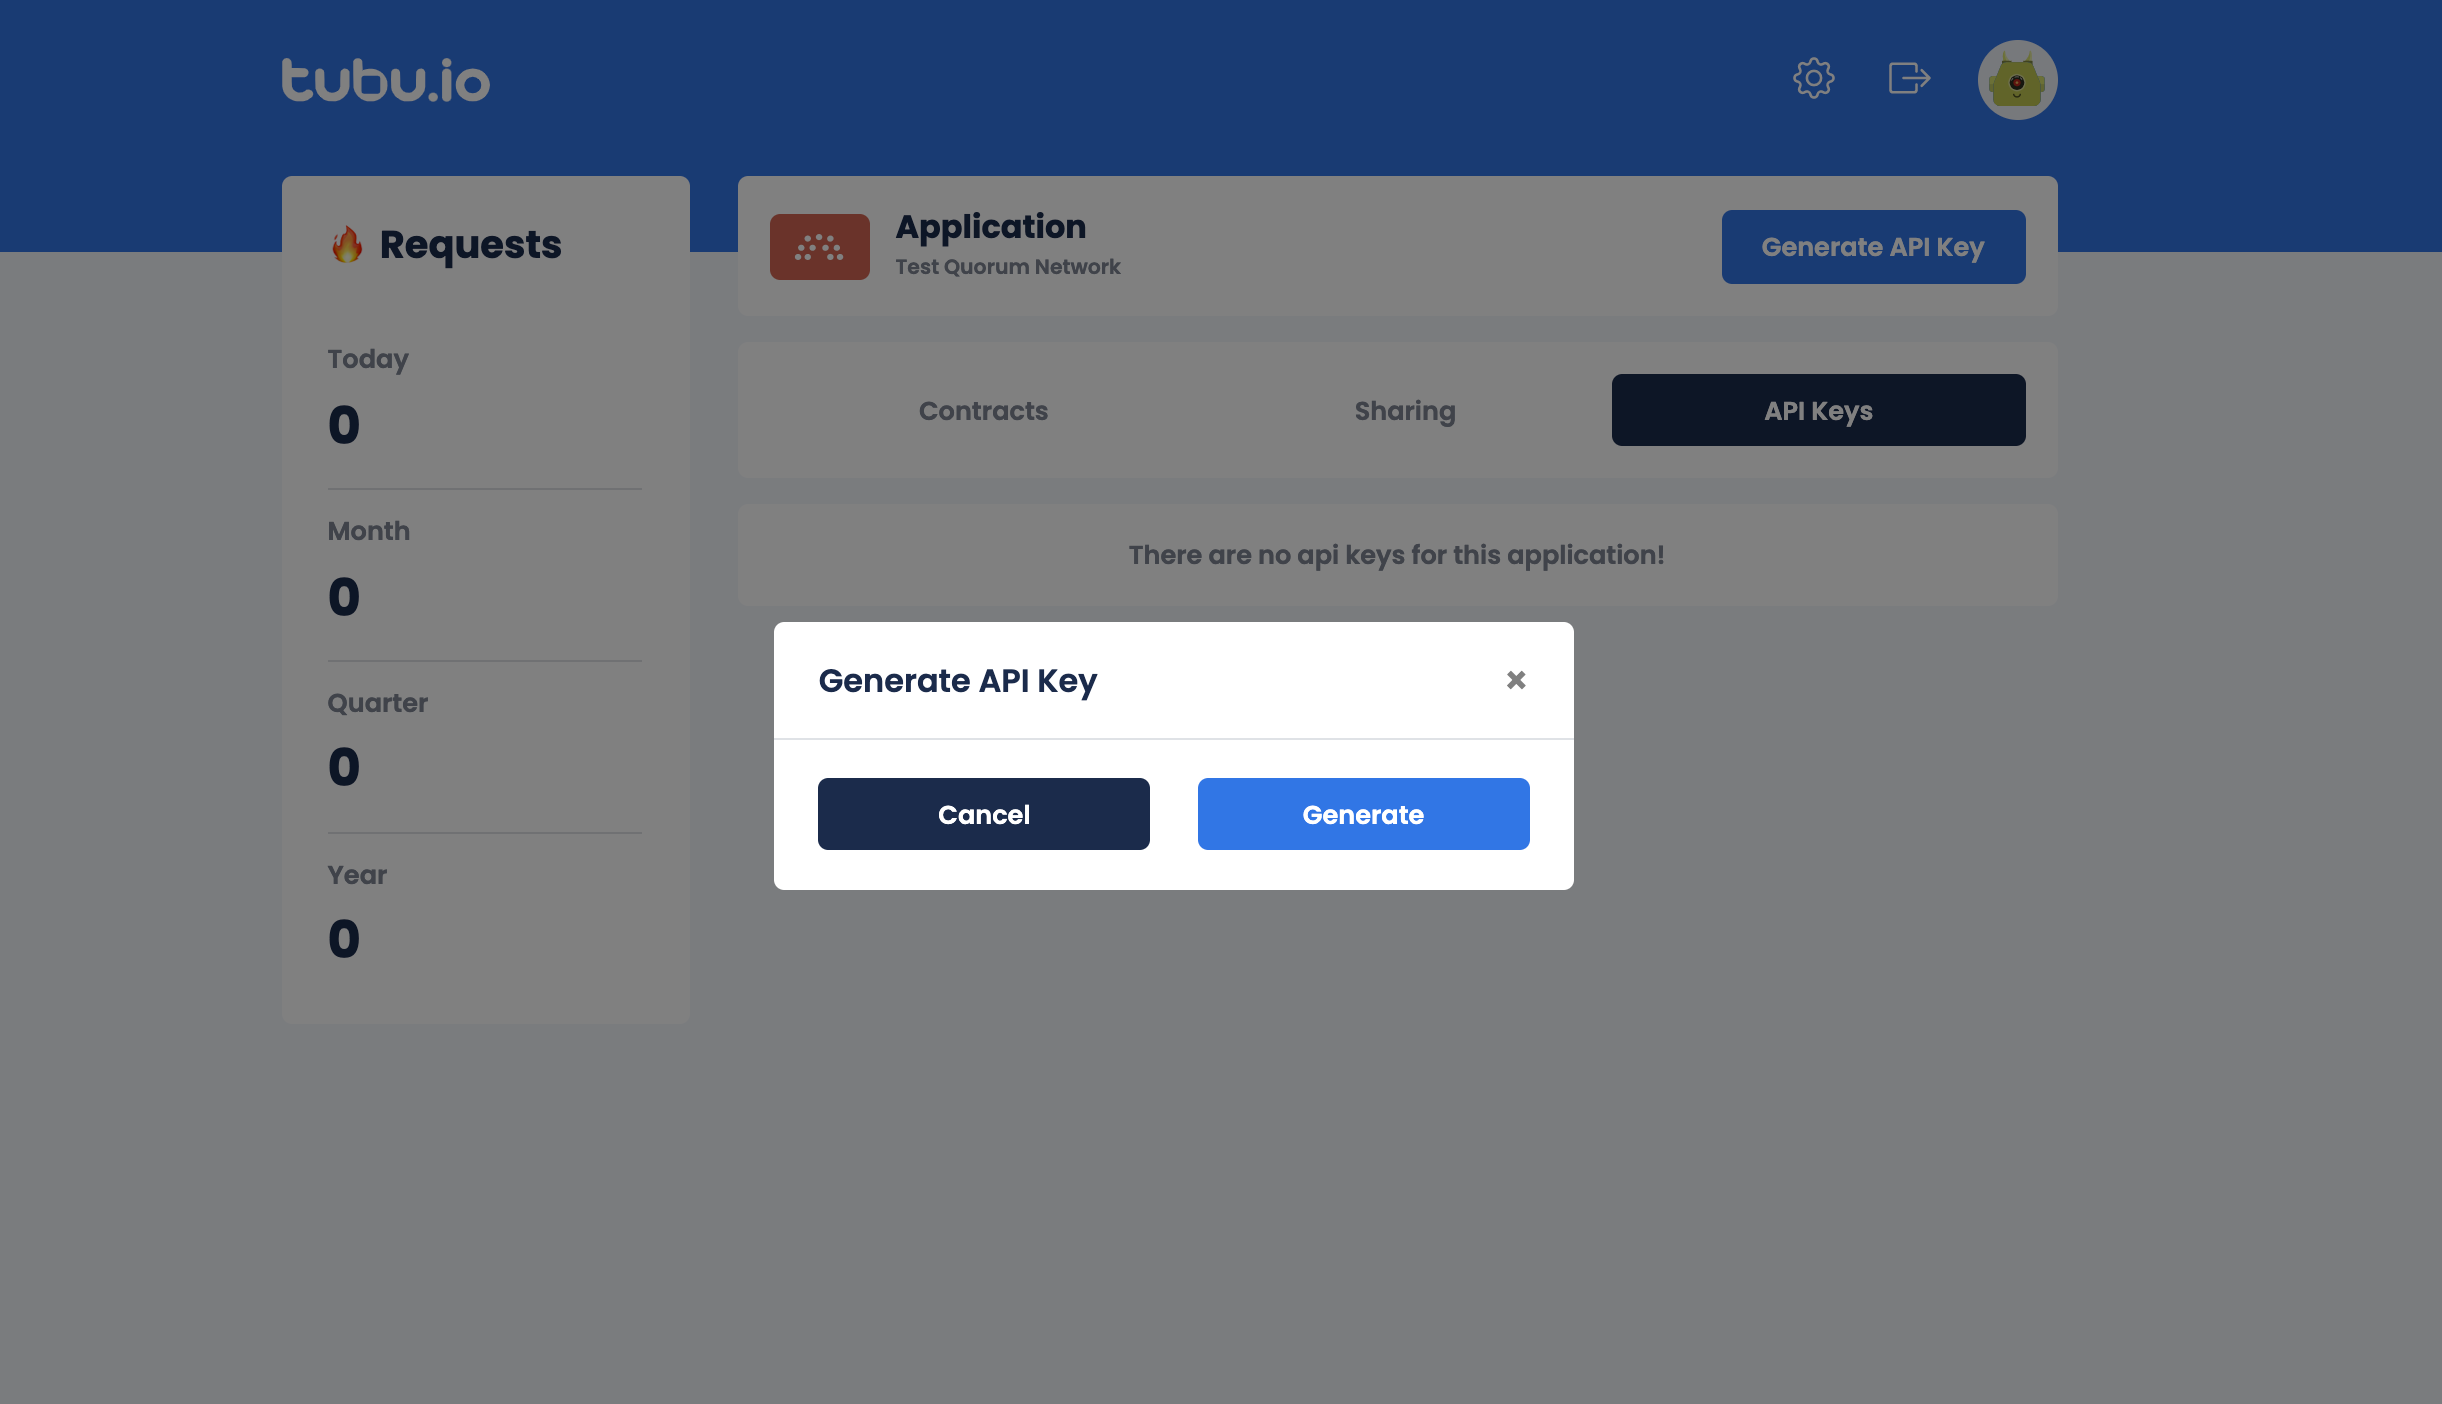 tubu.io
Requests
Today
0
Month
0
Quarter
0
Year
0
Application
Test Quorum Network
Generate API Key
Contracts
Sharing
API Keys
There are no api keys for this application!
Generate API Key
×
Cancel
Generate